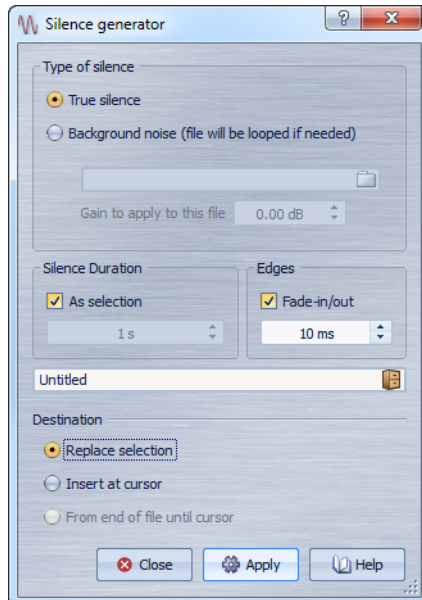 Silence generator
Type of silence
True silence
Background noise (file will be looped if needed)
Gain to apply to this file 0.00 dB
Silence Duration
Edges
As selection
Fade-in/out
1 s
10 ms
Untitled
Destination
Replace selection
Insert at cursor
From end of file until cursor
Close
Apply
Help